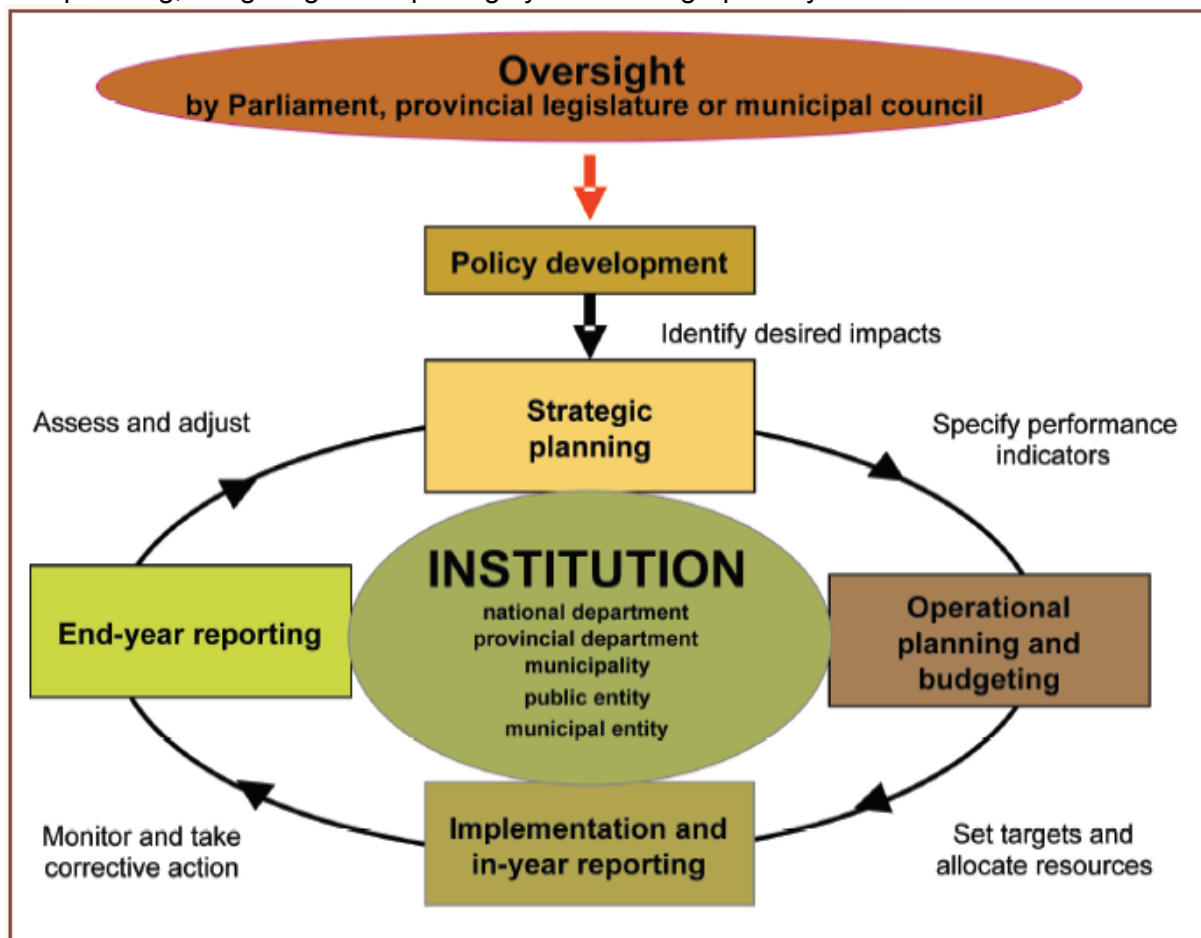 Oversight
by Parliament, provincial legislature or municipal council
Policy development
Identify desired impacts
Strategic
planning
Assess and adjust
Specify performance
indicators
INSTITUTION
national department
provincial department
municipality
public entity
municipal entity
End-year reporting
Operational
planning and
budgeting
Implementation and
in-year reporting
Monitor and take
corrective action
Set targets and
allocate resources